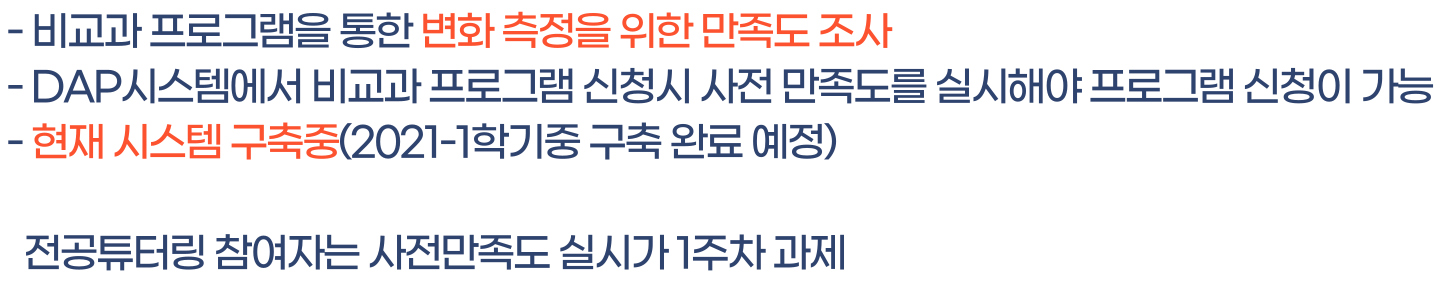 - 비교과 프로그램을 통한 변화 측정을 위한 만족도 조사
- DAP시스템에서 비교과 프로그램 신청시 사전 만족도를 실시해야 프로그램 신청이 가능
- 현재 시스템 구축중(2021-1학기중 구축 완료 예정)
전공튜터링 참여자는 사전만족도 실시가 1주차 과제